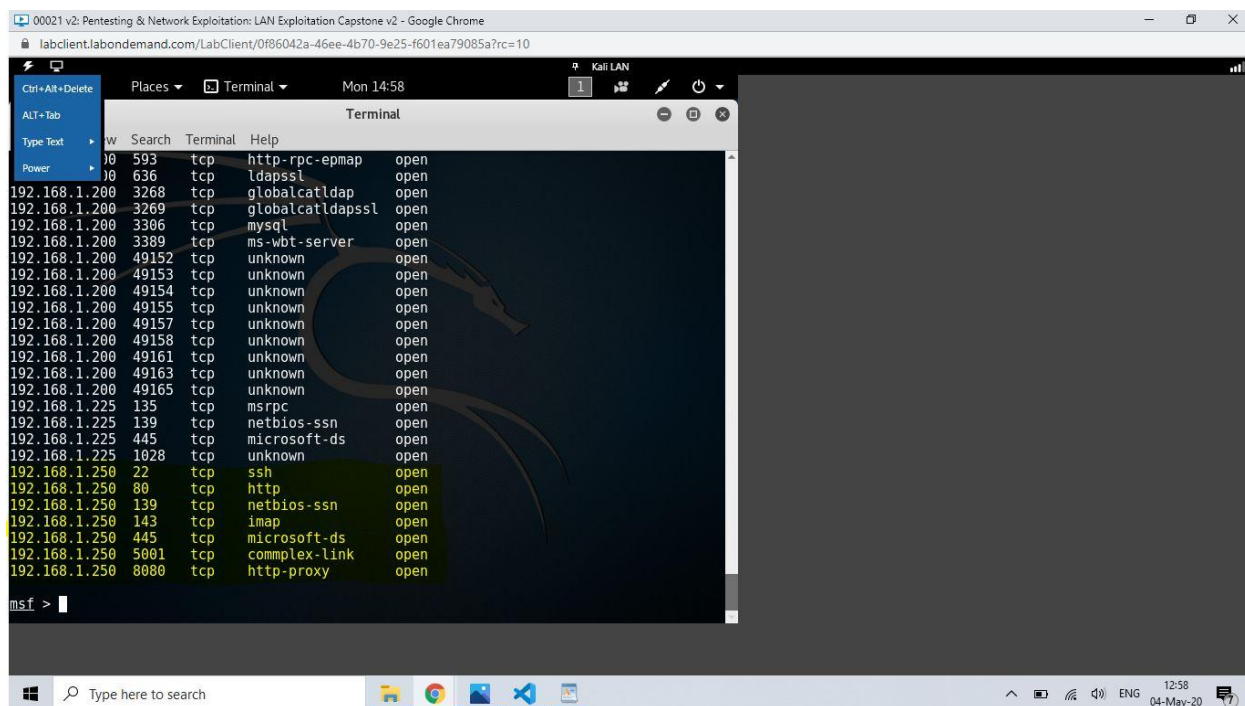 00021 v2: Pentesting & Network Exploitation: LAN Exploitation Capstone v2 - Google Chrome
labclient.labondemand.com/LabClient/0f86042a-46ee-4b70-9e25-f601ea79085a?rc=10
Kali LAN
Ctrl+Alt+Delete
Places Terminal Mon 14:58 1
ALT+Tab
Terminal
Type Text w Search Terminal Help
Power
00 593 tcp http-rpc-epmap open
00 636 tcp ldapssl open
192.168.1.200 3268 tcp globalcatldap open
192.168.1.200 3269 tcp globalcatldapssl open
192.168.1.200 3306 tcp mysql open
192.168.1.200 3389 tcp ms-wbt-server open
192.168.1.200 49152 tcp unknown open
192.168.1.200 49153 tcp unknown open
192.168.1.200 49154 tcp unknown open
192.168.1.200 49155 tcp unknown open
192.168.1.200 49157 tcp unknown open
192.168.1.200 49158 tcp unknown open
192.168.1.200 49161 tcp unknown open
192.168.1.200 49163 tcp unknown open
192.168.1.200 49165 tcp unknown open
192.168.1.225 135 tcp msrpc open
192.168.1.225 139 tcp netbios-ssn open
192.168.1.225 445 tcp microsoft-ds open
192.168.1.225 1028 tcp unknown open
192.168.1.250 22 tcp ssh open
192.168.1.250 80 tcp http open
192.168.1.250 139 tcp netbios-ssn open
192.168.1.250 143 tcp imap open
192.168.1.250 445 tcp microsoft-ds open
192.168.1.250 5001 tcp commplex-link open
192.168.1.250 8080 tcp http-proxy open
msf >
Type here to search
ENG
12:58
04-May-20
7